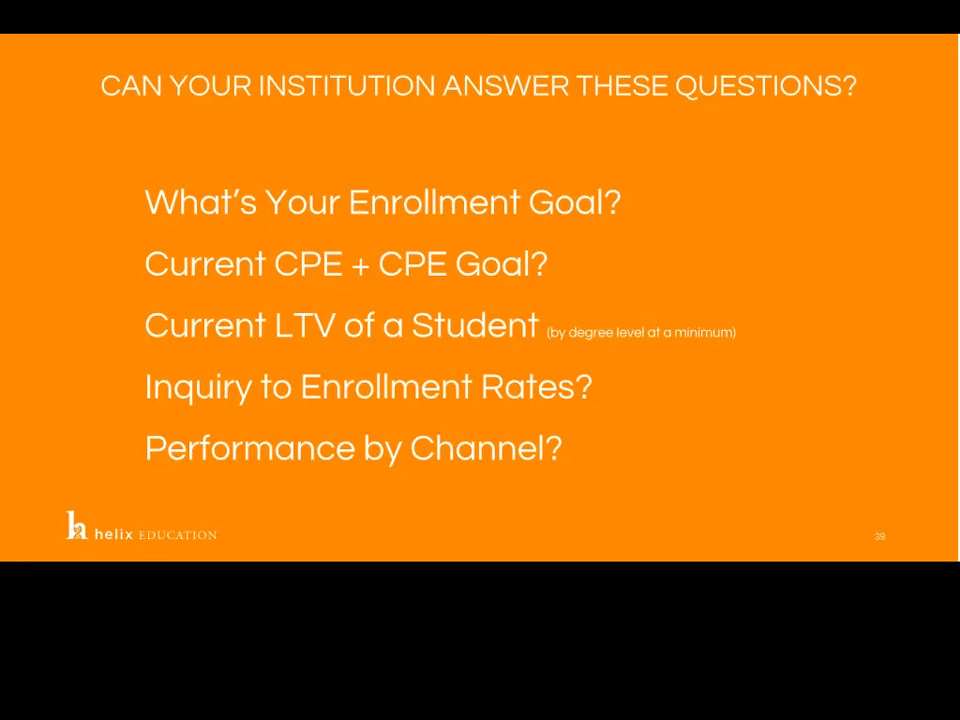 CAN YOUR INSTITUTION ANSWER THESE QUESTIONS?
What's Your Enrollment Goal?
Current CPE + CPE Goal?
Current LTV of a Student (by degree level at a minimum)
Inquiry to Enrollment Rates?
Performance by Channel?
h helix EDUCATION
39